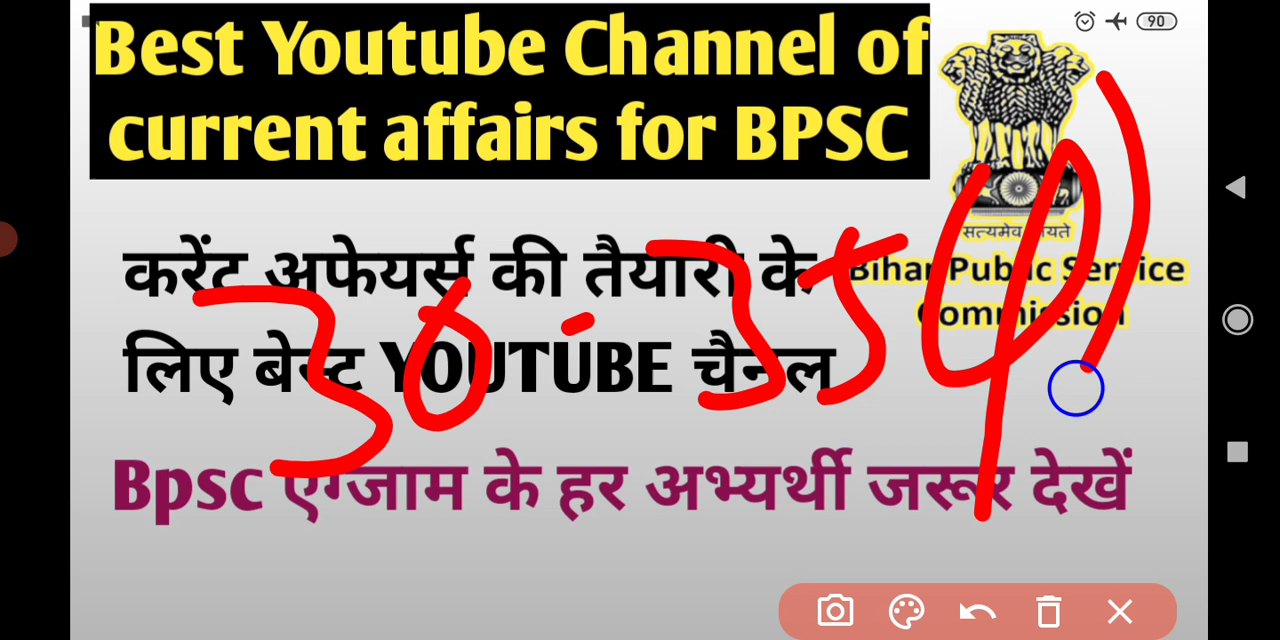 90
Best Youtube Channel of
current affairs for BPSC
सत्यमेव जयते
Bihar Public Service
Commission
करेंट अफेयर्स की तैयारी के
लिए बेस्ट YOUTUBE चैनल
30-35
Bpsc एग्जाम के हर अभ्यर्थी जरूर देखें